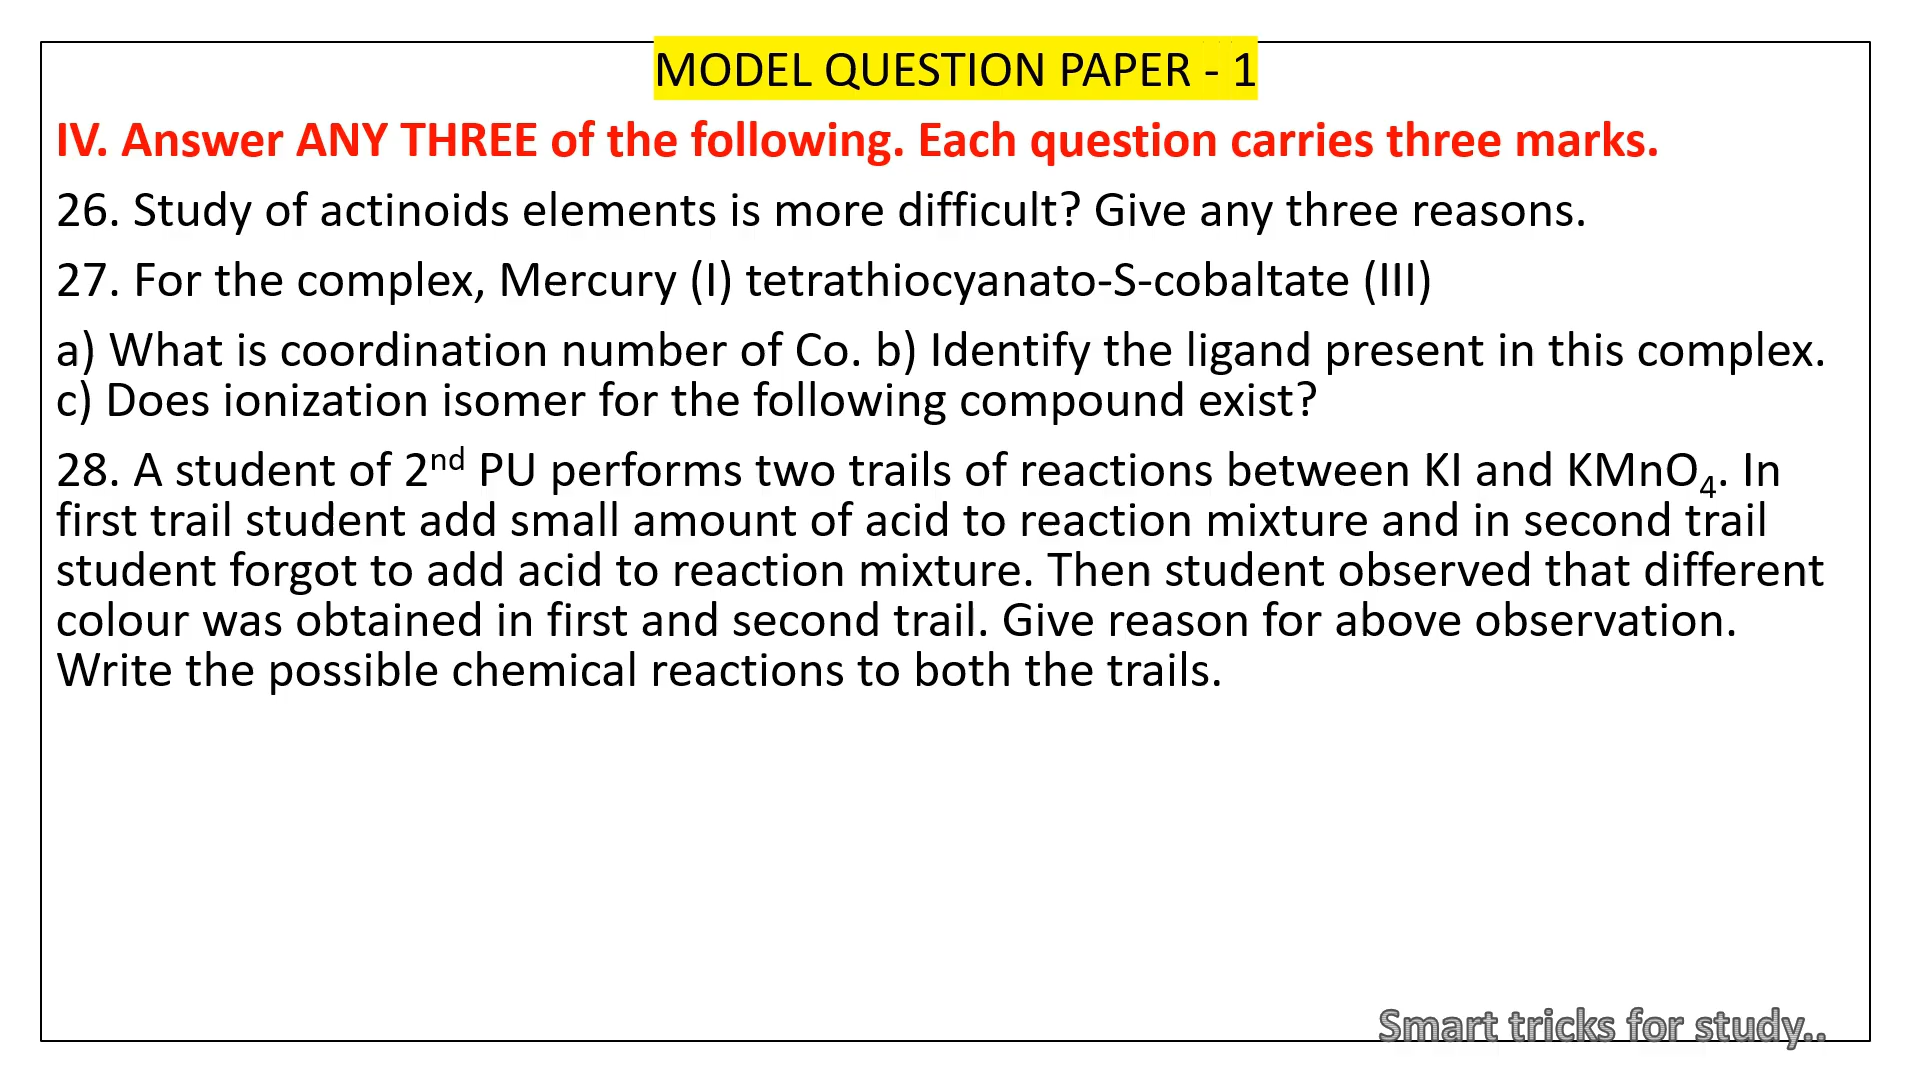 MODEL QUESTION PAPER - 1
IV. Answer ANY THREE of the following. Each question carries three marks.
26. Study of actinoids elements is more difficult? Give any three reasons.
27. For the complex, Mercury (I) tetrathiocyanato-S-cobaltate (III)
a) What is coordination number of Co. b) Identify the ligand present in this complex.
c) Does ionization isomer for the following compound exist?
28. A student of 2nd PU performs two trails of reactions between KI and KMnO4. In
first trail student add small amount of acid to reaction mixture and in second trail
student forgot to add acid to reaction mixture. Then student observed that different
colour was obtained in first and second trail. Give reason for above observation.
Write the possible chemical reactions to both the trails.
Smart tricks for study..